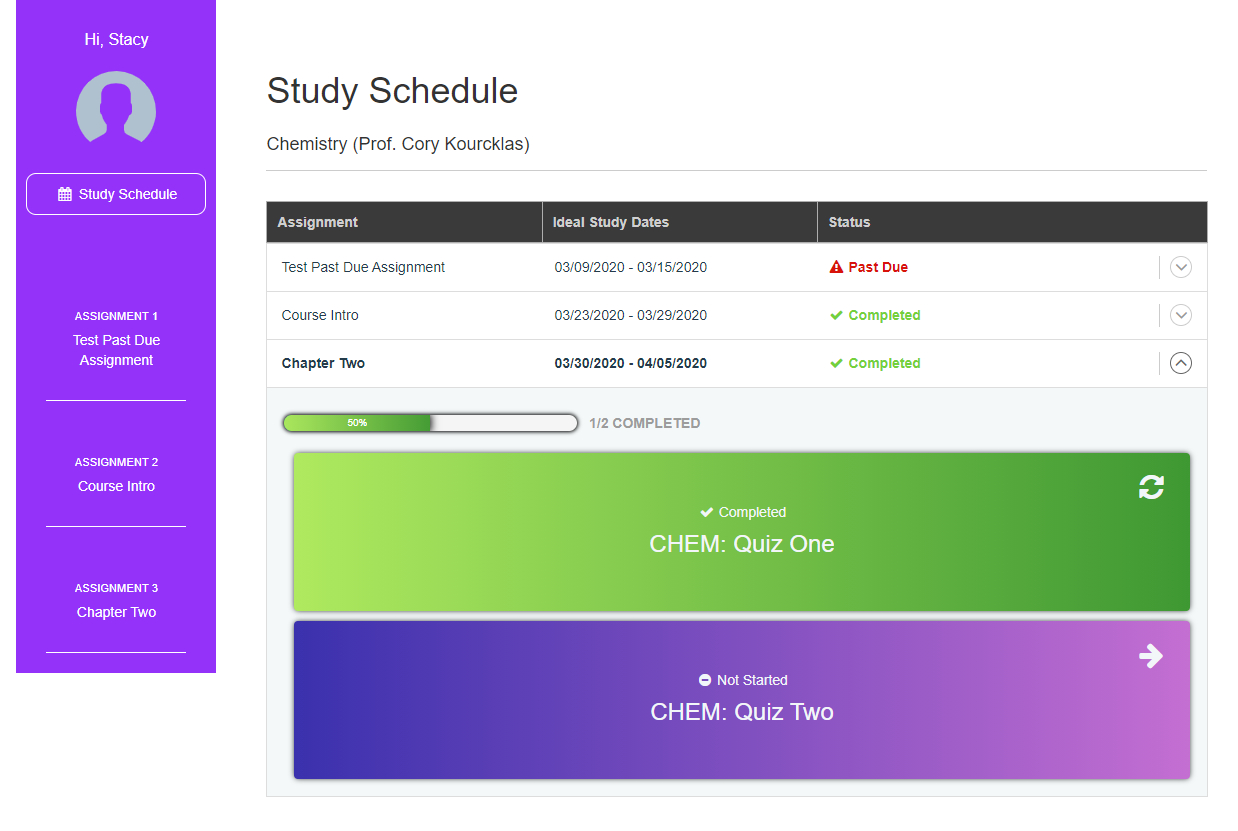 Hi, Stacy
Study Schedule
ASSIGNMENT 1
Test Past Due
Assignment
ASSIGNMENT 2
Course Intro
ASSIGNMENT 3
Chapter Two
Study Schedule
Chemistry (Prof. Cory Kourcklas)
Assignment Ideal Study Dates Status
Test Past Due Assignment 03/09/2020 - 03/15/2020 Past Due
Course Intro 03/23/2020 - 03/29/2020 Completed
Chapter Two 03/30/2020 - 04/05/2020 Completed
50% 1/2 COMPLETED
Completed
CHEM: Quiz One
Not Started
CHEM: Quiz Two